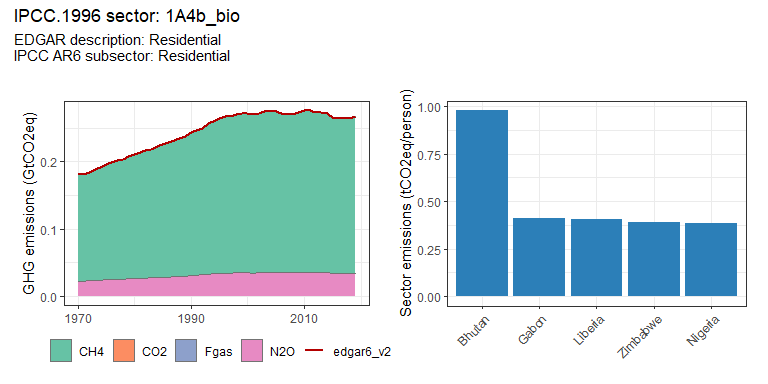 IPCC.1996 sector: 1A4b_bio
EDGAR description: Residential
IPCC AR6 subsector: Residential
GHG emissions (GtCO2eq)
0.2
0.1
0.0
1970
1990
2010
CH4
CO2
Fgas
N2O
edgar6_v2
Sector emissions (tCO2eq/person)
1.00
0.75
0.50
0.25
0.00
Bhutan
Gabon
Liberia
Zimbabwe
Nigeria